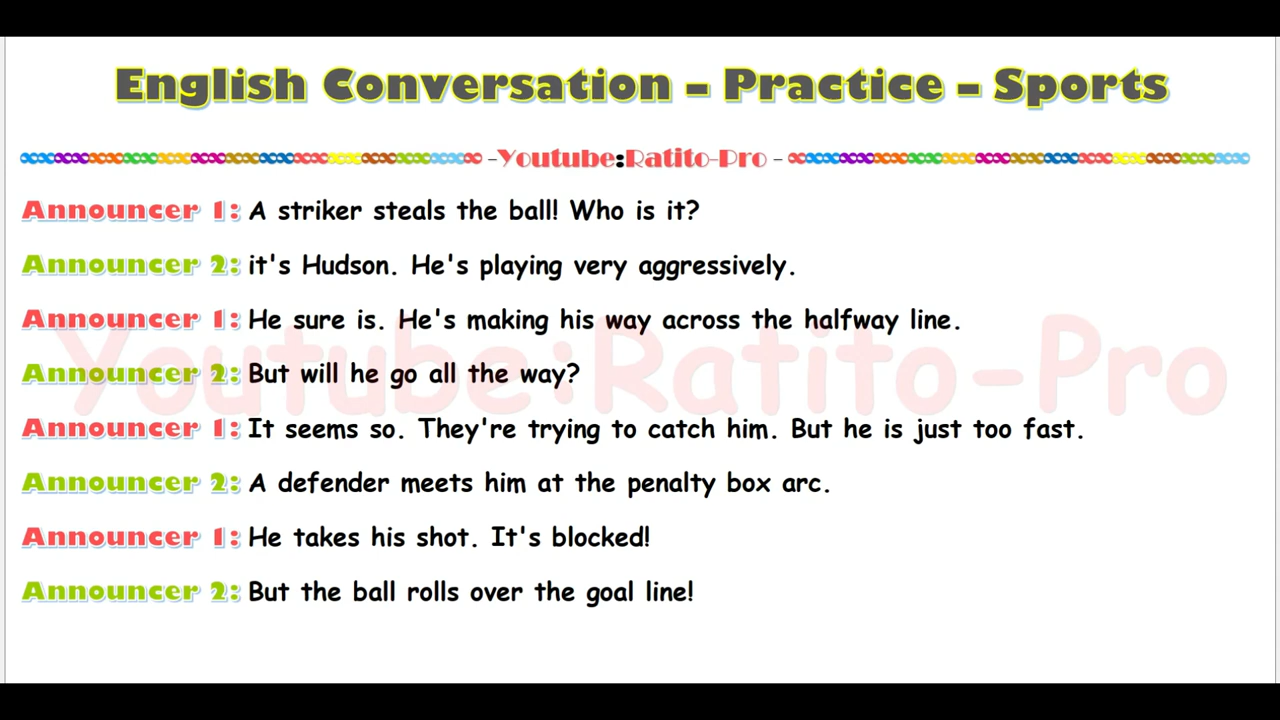 English Conversation – Practice – Sports
-Youtube:Ratito-Pro -
Announcer 1: A striker steals the ball! Who is it?
Announcer 2: it's Hudson. He's playing very aggressively.
Announcer 1: He sure is. He's making his way across the halfway line.
Announcer 2: But will he go all the way?
Youtube:Ratito-Pro
Announcer 1: It seems so. They're trying to catch him. But he is just too fast.
Announcer 2: A defender meets him at the penalty box arc.
Announcer 1: He takes his shot. It's blocked!
Announcer 2: But the ball rolls over the goal line!